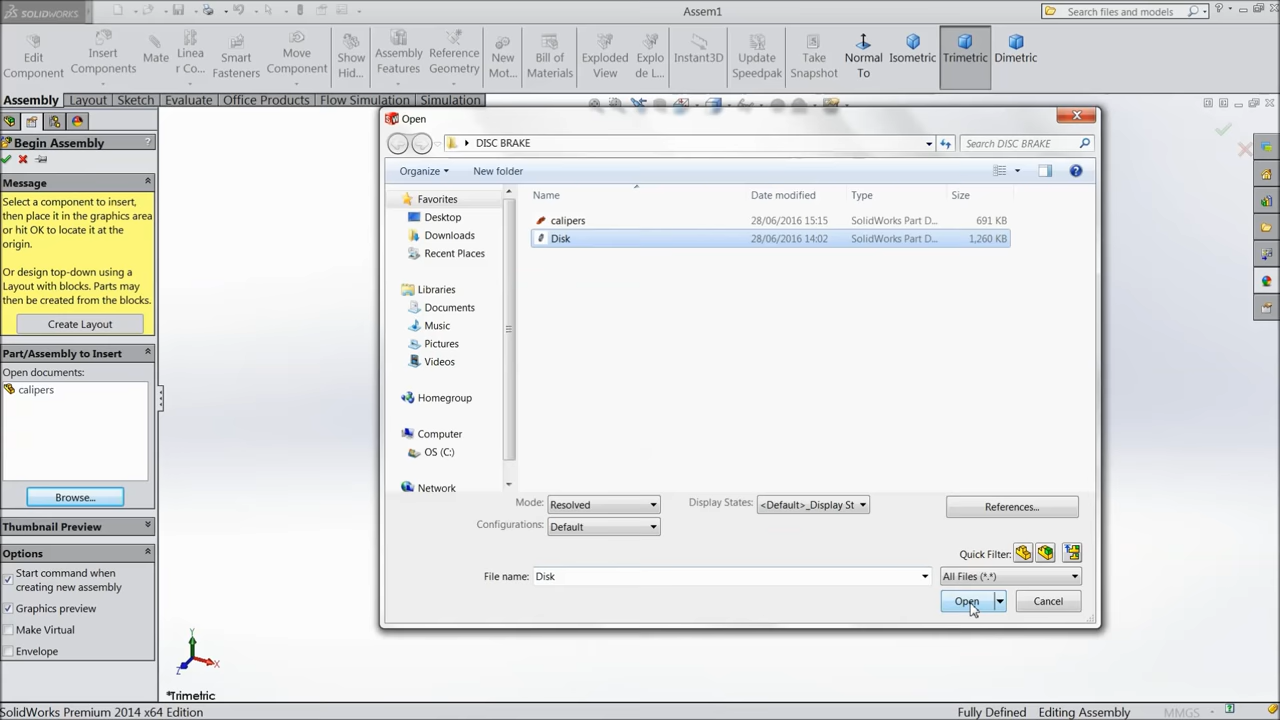 SOLIDWORKS
Assem1
Search files and models
Edit Component
Insert Components
Mate
Linea r Co...
Smart Fasteners
Move Component
Show Hid...
Assembly Features
Reference Geometry
New Mot...
Bill of Materials
Exploded View
Explo de L...
Instant3D
Update Speedpak
Take Snapshot
Normal To
Isometric
Trimetric
Dimetric
Assembly Layout Sketch Evaluate Office Products Flow Simulation Simulation
Begin Assembly ?
Message
Select a component to insert,
then place it in the graphics area
or hit OK to locate it at the
origin.
Or design top-down using a
Layout with blocks. Parts may
then be created from the blocks.
Create Layout
Part/Assembly to Insert
Open documents:
calipers
Browse...
Thumbnail Preview
Options
Start command when
creating new assembly
Graphics preview
Make Virtual
Envelope
Open
DISC BRAKE
Search DISC BRAKE
Organize New folder
Favorites
Desktop
Downloads
Recent Places
Libraries
Documents
Music
Pictures
Videos
Homegroup
Computer
OS (C:)
Network
Name Date modified Type Size
calipers 28/06/2016 15:15 SolidWorks Part D... 691 KB
Disk 28/06/2016 14:02 SolidWorks Part D... 1,260 KB
Mode: Resolved Display States: <Default>_Display St References...
Configurations: Default
Quick Filter:
File name: Disk All Files (*.*)
Open Cancel
Y
X
Z
*Trimetric
SolidWorks Premium 2014 x64 Edition Fully Defined Editing Assembly MMGS